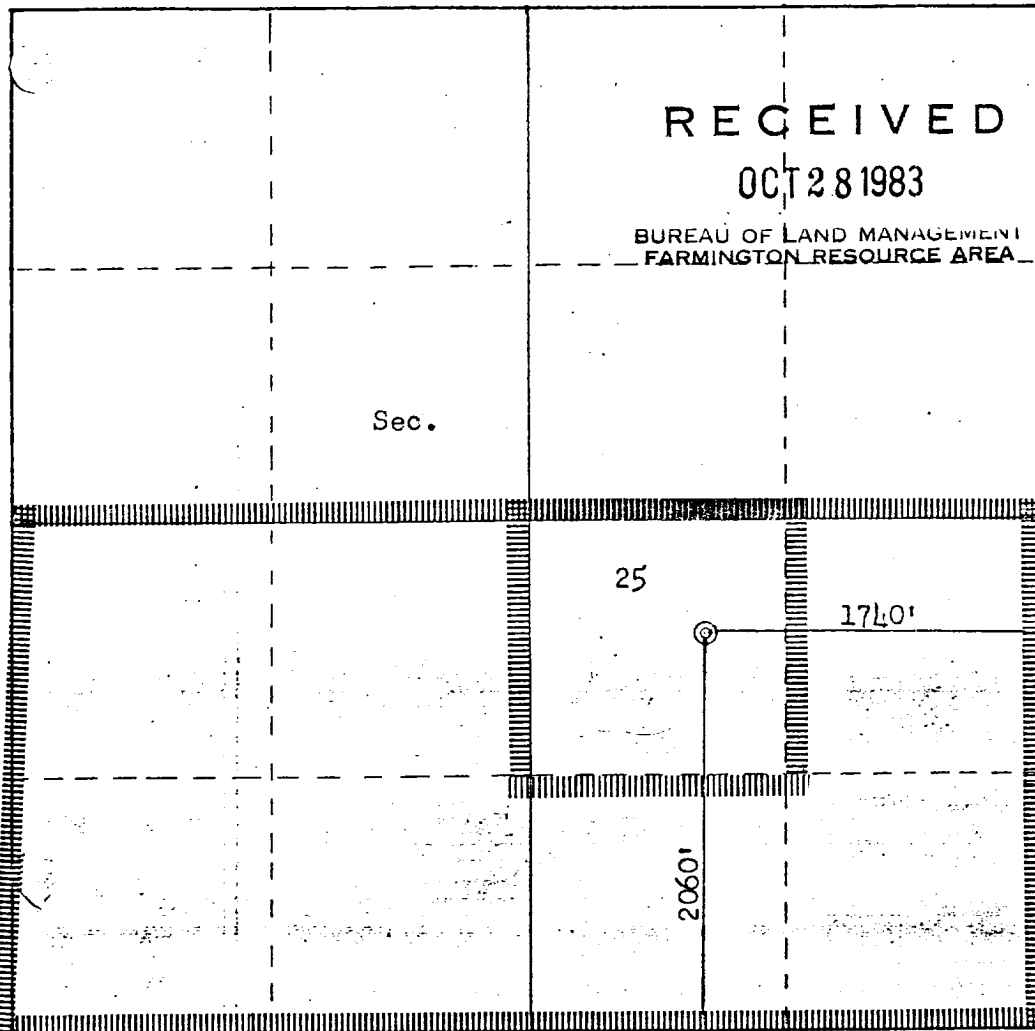 RECEIVED
OCT 28 1983
BUREAU OF LAND MANAGEMENT
FARMINGTON RESOURCE AREA
Sec.
25
1740'
2060'